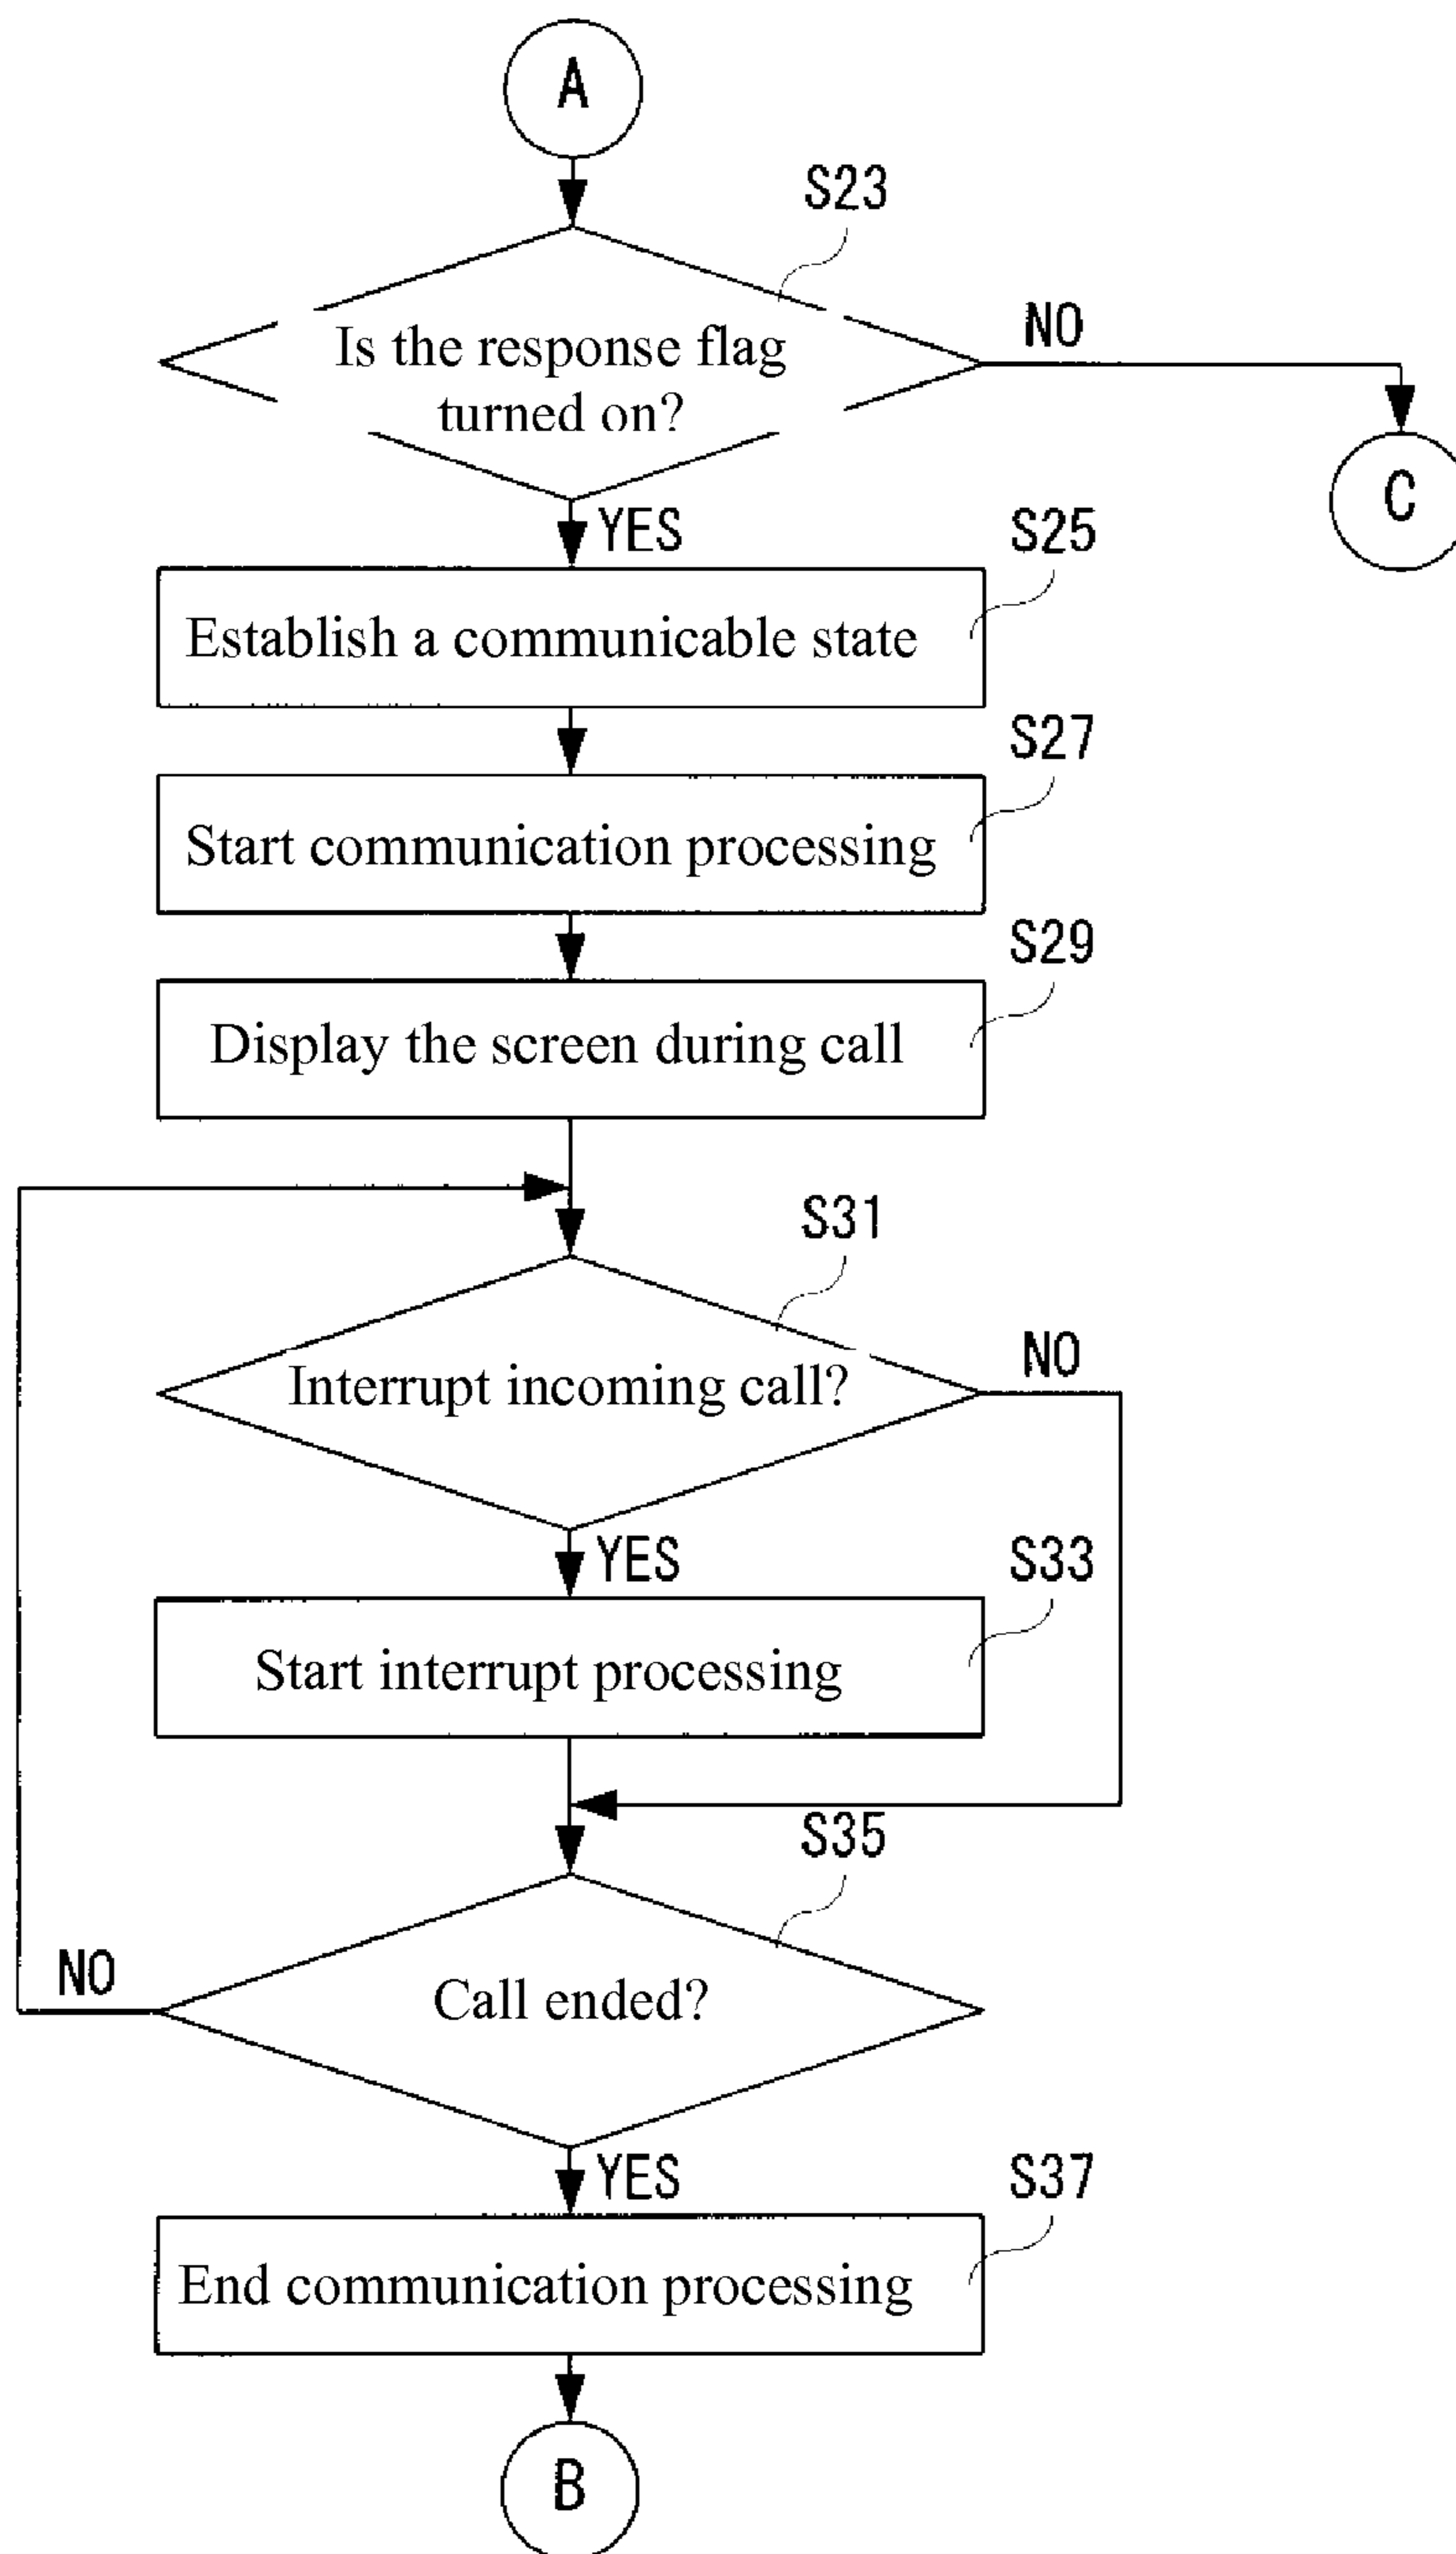 A
S23
Is the response flag
turned on?
NO
C
YES
S25
Establish a communicable state
S27
Start communication processing
S29
Display the screen during call
S31
Interrupt incoming call?
NO
YES
S33
Start interrupt processing
S35
Call ended?
NO
YES
S37
End communication processing
B